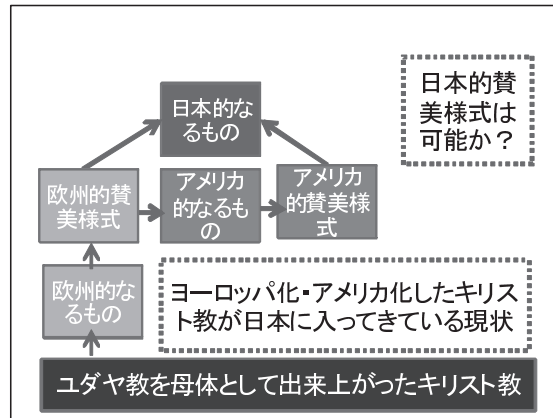 日本的賛
美様式は
可能か？
日本的な
るもの
欧州的賛
美様式
アメリカ
的なるも
の
アメリカ
的賛美様
式
欧州的な
るもの
ヨーロッパ化・アメリカ化したキリス
ト教が日本に入ってきている現状
ユダヤ教を母体として出来上がったキリスト教